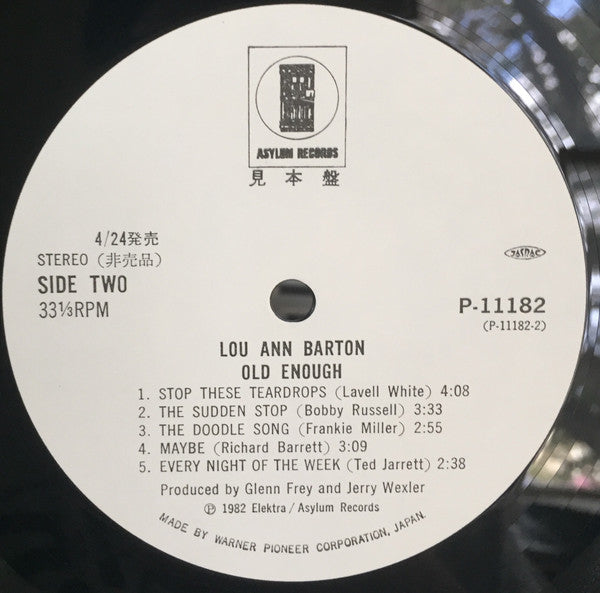 ASYLUM RECORDS
見本盤
4/24発売
STEREO (非売品)
SIDE TWO
33⅓RPM
JASRAC
P-11182
(P-11182-2)
LOU ANN BARTON
OLD ENOUGH
1. STOP THESE TEARDROPS (Lavell White) 4:08
2. THE SUDDEN STOP (Bobby Russell) 3:33
3. THE DOODLE SONG (Frankie Miller) 2:55
4. MAYBE (Richard Barrett) 3:09
5. EVERY NIGHT OF THE WEEK (Ted Jarrett) 2:38
Produced by Glenn Frey and Jerry Wexler
℗ 1982 Elektra/Asylum Records
MADE BY WARNER PIONEER CORPORATION, JAPAN.